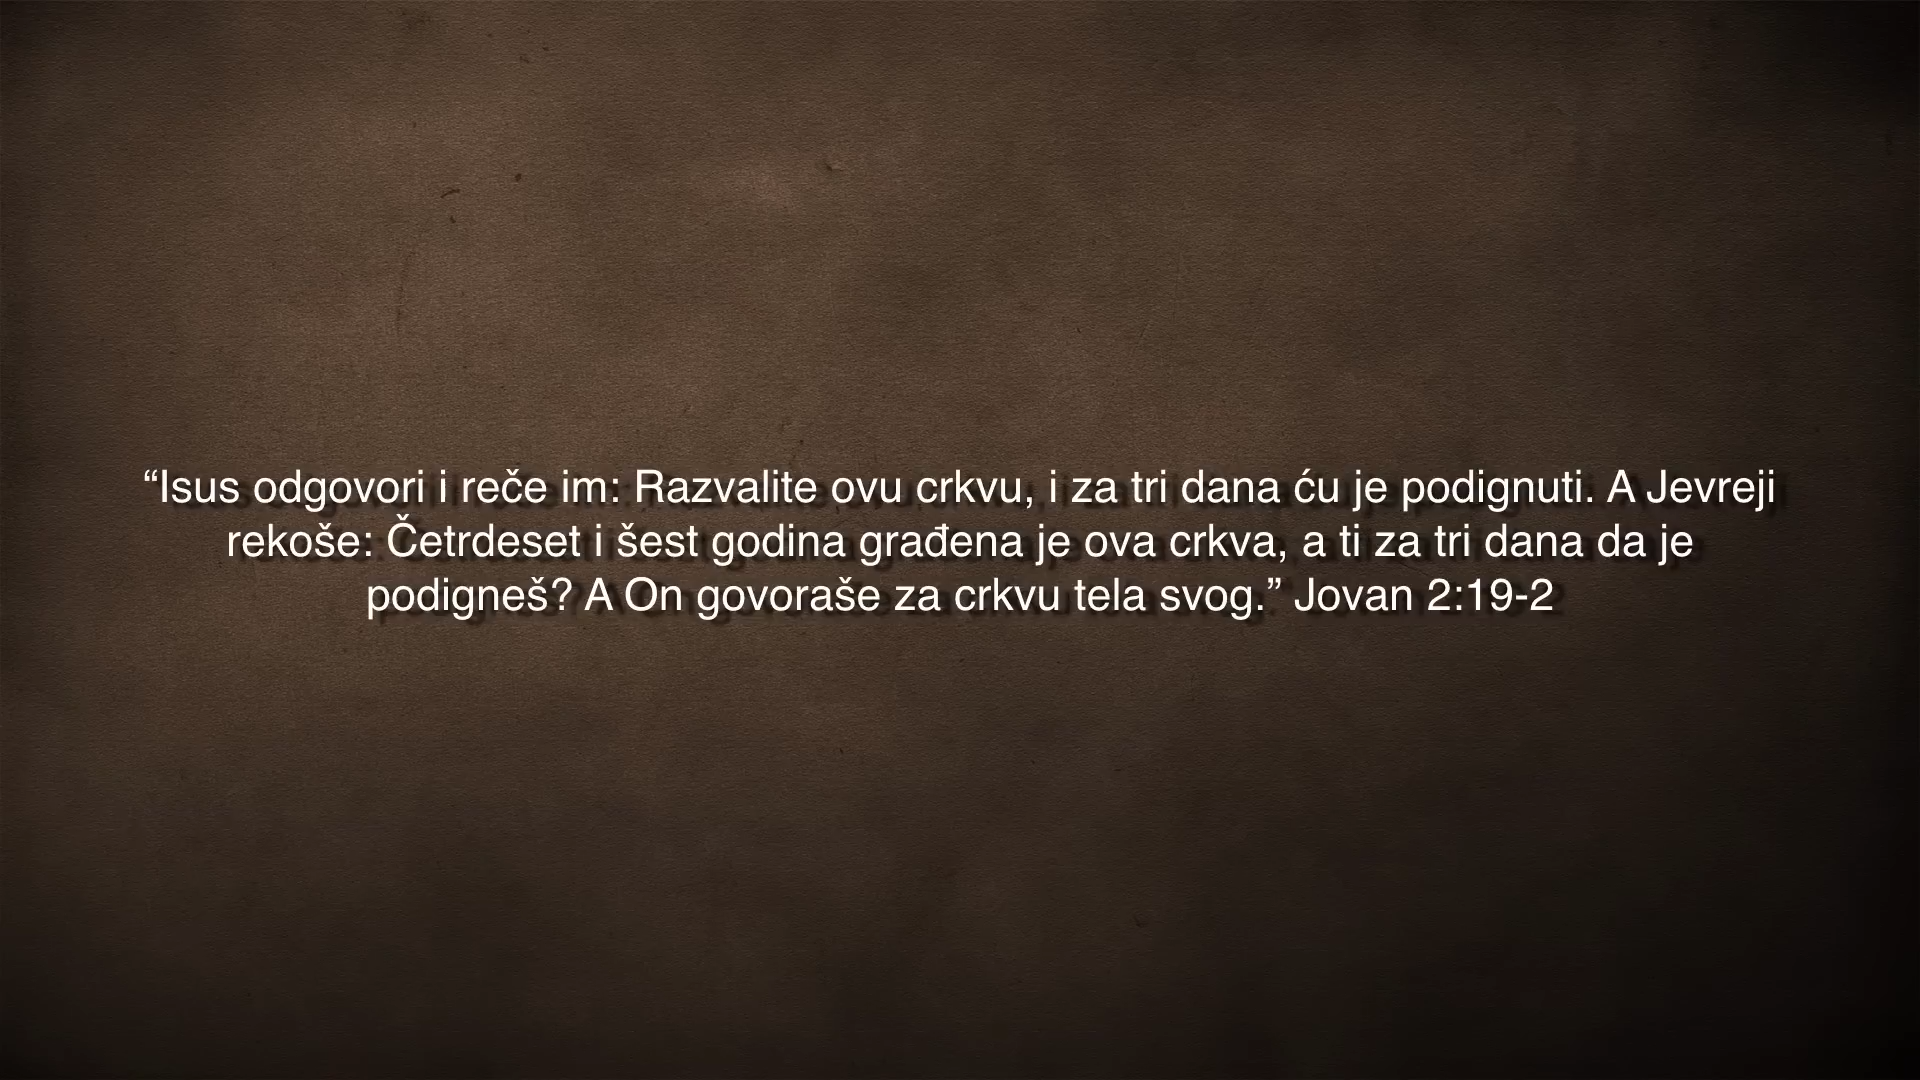 “Isus odgovori i reče im: Razvalite ovu crkvu, i za tri dana ću je podignuti. A Jevreji
rekoše: Četrdeset i šest godina građena je ova crkva, a ti za tri dana da je
podigneš? A On govoraše za crkvu tela svog.” Jovan 2:19-2